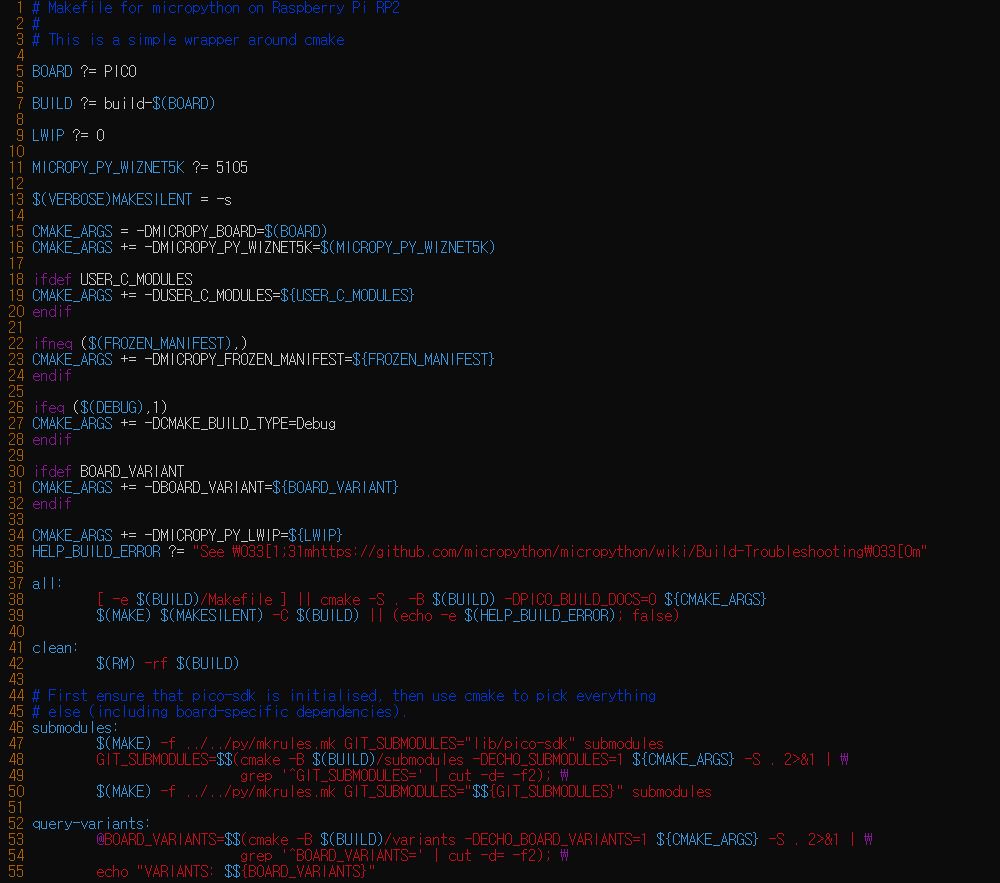 1 # Makefile for micropython on Raspberry Pi RP2
2 #
3 # This is a simple wrapper around cmake
4
5 BOARD ?= PICO
6
7 BUILD ?= build-$(BOARD)
8
9 LWIP ?= 0
10
11 MICROPY_PY_WIZNET5K ?= 5105
12
13 $(VERBOSE)MAKESILENT = -s
14
15 CMAKE_ARGS = -DMICROPY_BOARD=$(BOARD)
16 CMAKE_ARGS += -DMICROPY_PY_WIZNET5K=$(MICROPY_PY_WIZNET5K)
17
18 ifdef USER_C_MODULES
19 CMAKE_ARGS += -DUSER_C_MODULES=${USER_C_MODULES}
20 endif
21
22 ifneq ($(FROZEN_MANIFEST),)
23 CMAKE_ARGS += -DMICROPY_FROZEN_MANIFEST=${FROZEN_MANIFEST}
24 endif
25
26 ifeq ($(DEBUG),1)
27 CMAKE_ARGS += -DCMAKE_BUILD_TYPE=Debug
28 endif
29
30 ifdef BOARD_VARIANT
31 CMAKE_ARGS += -DBOARD_VARIANT=${BOARD_VARIANT}
32 endif
33
34 CMAKE_ARGS += -DMICROPY_PY_LWIP=${LWIP}
35 HELP_BUILD_ERROR ?= "See ₩033[1;31mhttps://github.com/micropython/micropython/wiki/Build-Troubleshooting₩033[0m"
36
37 all:
38         [ -e $(BUILD)/Makefile ] || cmake -S . -B $(BUILD) -DPICO_BUILD_DOCS=0 ${CMAKE_ARGS}
39         $(MAKE) $(MAKESILENT) -C $(BUILD) || (echo -e $(HELP_BUILD_ERROR); false)
40
41 clean:
42         $(RM) -rf $(BUILD)
43
44 # First ensure that pico-sdk is initialised, then use cmake to pick everything
45 # else (including board-specific dependencies).
46 submodules:
47         $(MAKE) -f ../../py/mkrules.mk GIT_SUBMODULES="lib/pico-sdk" submodules
48         GIT_SUBMODULES=$$(cmake -B $(BUILD)/submodules -DECHO_SUBMODULES=1 ${CMAKE_ARGS} -S . 2>&1 | ₩
49                           grep '^GIT_SUBMODULES=' | cut -d= -f2); ₩
50         $(MAKE) -f ../../py/mkrules.mk GIT_SUBMODULES="$${GIT_SUBMODULES}" submodules
51
52 query-variants:
53         @BOARD_VARIANTS=$$(cmake -B $(BUILD)/variants -DECHO_BOARD_VARIANTS=1 ${CMAKE_ARGS} -S . 2>&1 | ₩
54                           grep '^BOARD_VARIANTS=' | cut -d= -f2); ₩
55         echo "VARIANTS: $${BOARD_VARIANTS}"